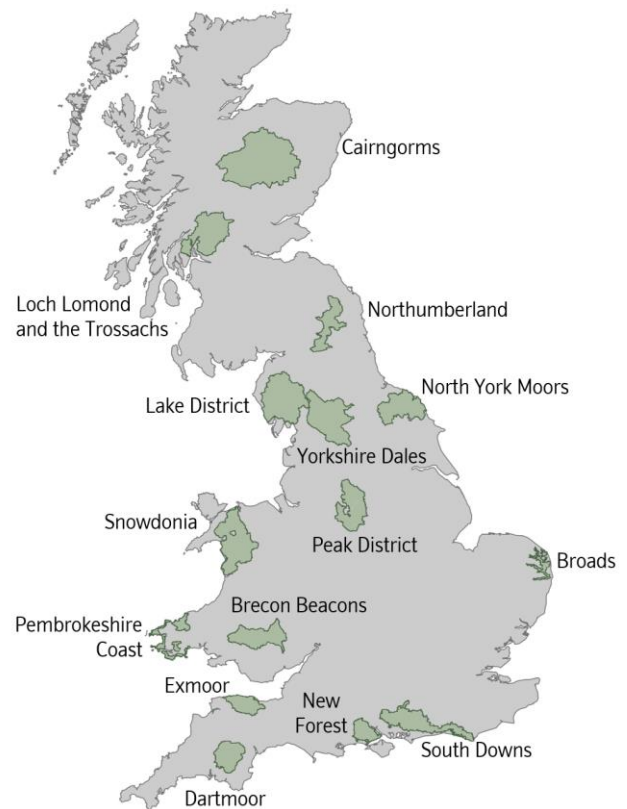 Cairngorms
Loch Lomond
and the Trossachs
Northumberland
North York Moors
Lake District
Yorkshire Dales
Snowdonia
Peak District
Broads
Brecon Beacons
Pembrokeshire
Coast
Exmoor
New
Forest
South Downs
Dartmoor